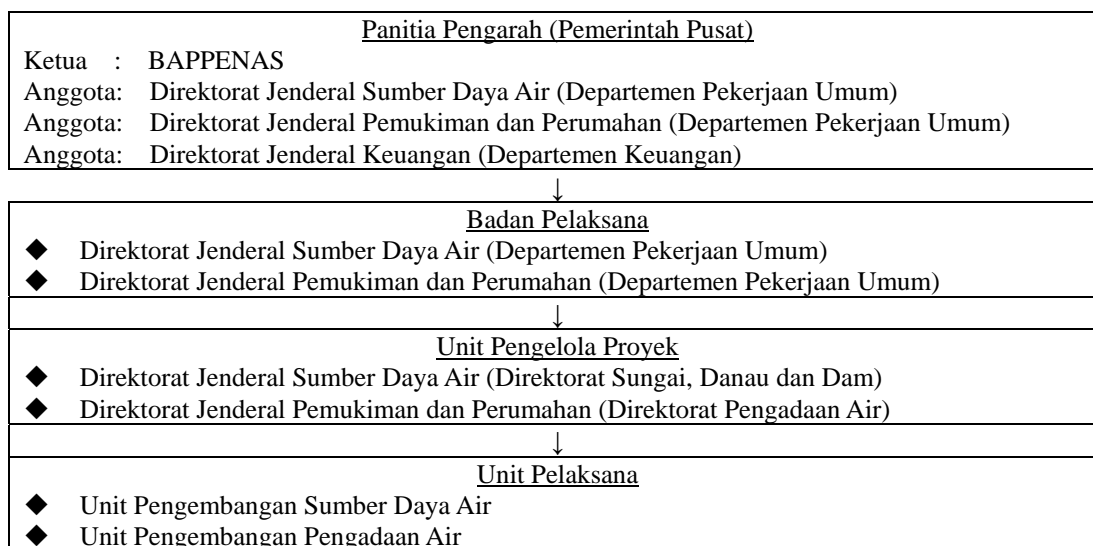 Panitia Pengarah (Pemerintah Pusat)
Ketua : BAPPENAS
Anggota: Direktorat Jenderal Sumber Daya Air (Departemen Pekerjaan Umum)
Anggota: Direktorat Jenderal Pemukiman dan Perumahan (Departemen Pekerjaan Umum)
Anggota: Direktorat Jenderal Keuangan (Departemen Keuangan)
↓
Badan Pelaksana
◆ Direktorat Jenderal Sumber Daya Air (Departemen Pekerjaan Umum)
◆ Direktorat Jenderal Pemukiman dan Perumahan (Departemen Pekerjaan Umum)
↓
Unit Pengelola Proyek
◆ Direktorat Jenderal Sumber Daya Air (Direktorat Sungai, Danau dan Dam)
◆ Direktorat Jenderal Pemukiman dan Perumahan (Direktorat Pengadaan Air)
↓
Unit Pelaksana
◆ Unit Pengembangan Sumber Daya Air
◆ Unit Pengembangan Pengadaan Air